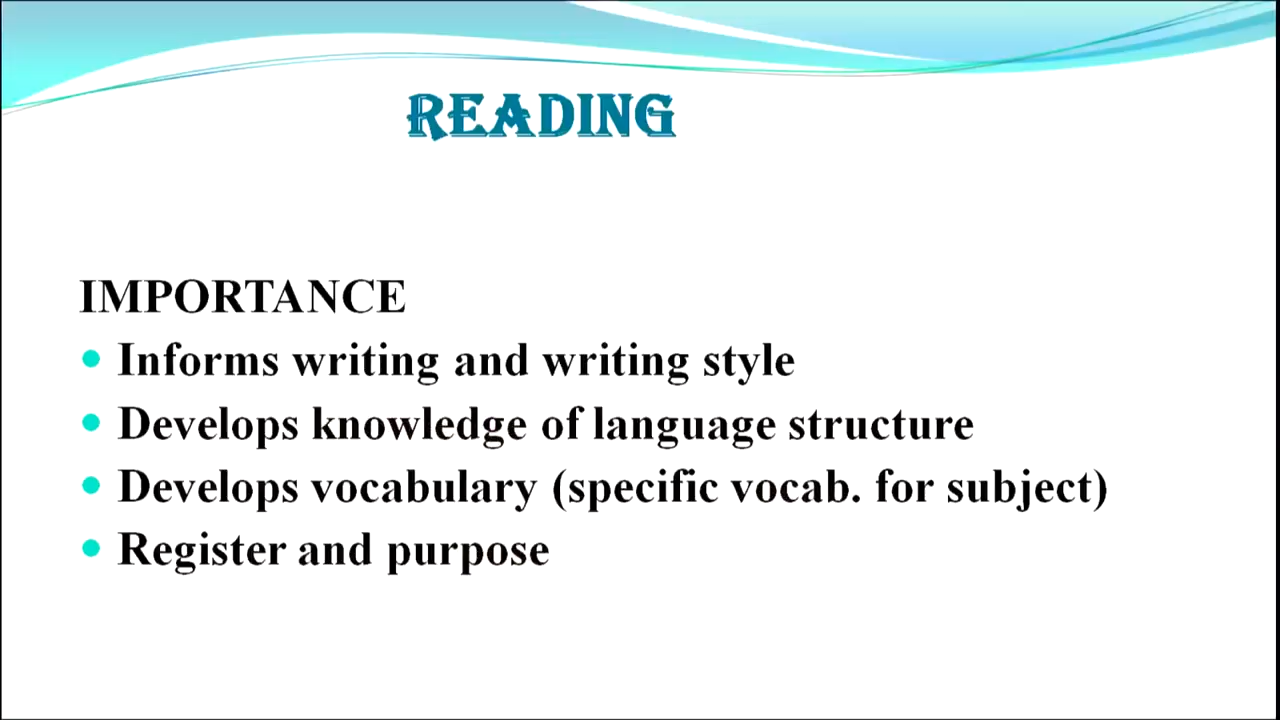 READING
IMPORTANCE
Informs writing and writing style
Develops knowledge of language structure
Develops vocabulary (specific vocab. for subject)
Register and purpose